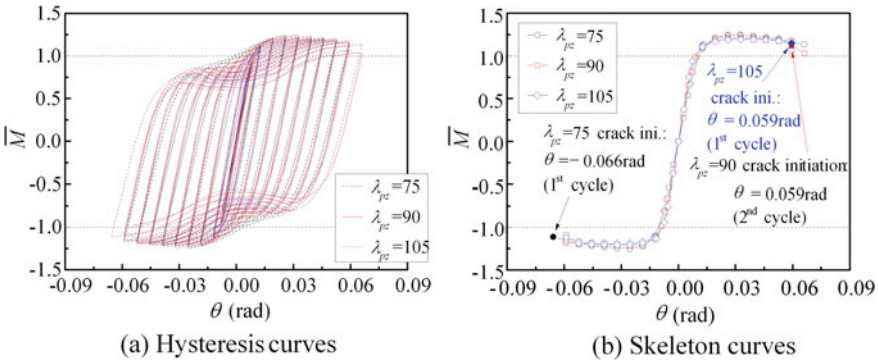 1.5
1.0
0.5
0.0
-0.5
-1.0
-1.5
M̅
λpz=75
λpz=90
λpz=105
-0.09 -0.06 -0.03 0.00 0.03 0.06 0.09
θ (rad)
(a) Hysteresis curves
1.5
1.0
0.5
0.0
-0.5
-1.0
-1.5
M̅
λpz=75
λpz=90
λpz=105
λpz=105
crack ini.:
θ = 0.059rad
(1st cycle)
λpz=75 crack ini.:
θ =− 0.066rad
(1st cycle)
λpz=90 crack initiation:
θ = 0.059rad
(2nd cycle)
-0.09 -0.06 -0.03 0.00 0.03 0.06 0.09
θ (rad)
(b) Skeleton curves